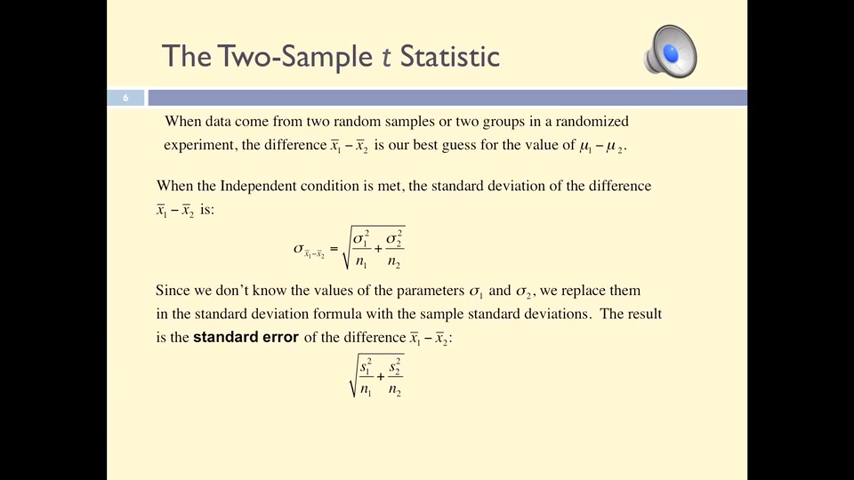 The Two-Sample t Statistic
6
When data come from two random samples or two groups in a randomized
experiment, the difference x̄₁ − x̄₂ is our best guess for the value of μ₁ − μ₂.
When the Independent condition is met, the standard deviation of the difference
x̄₁ − x̄₂ is:
σ_{x̄₁−x̄₂} = √(σ₁²/n₁ + σ₂²/n₂)
Since we don't know the values of the parameters σ₁ and σ₂, we replace them
in the standard deviation formula with the sample standard deviations. The result
is the standard error of the difference x̄₁ − x̄₂:
√(s₁²/n₁ + s₂²/n₂)